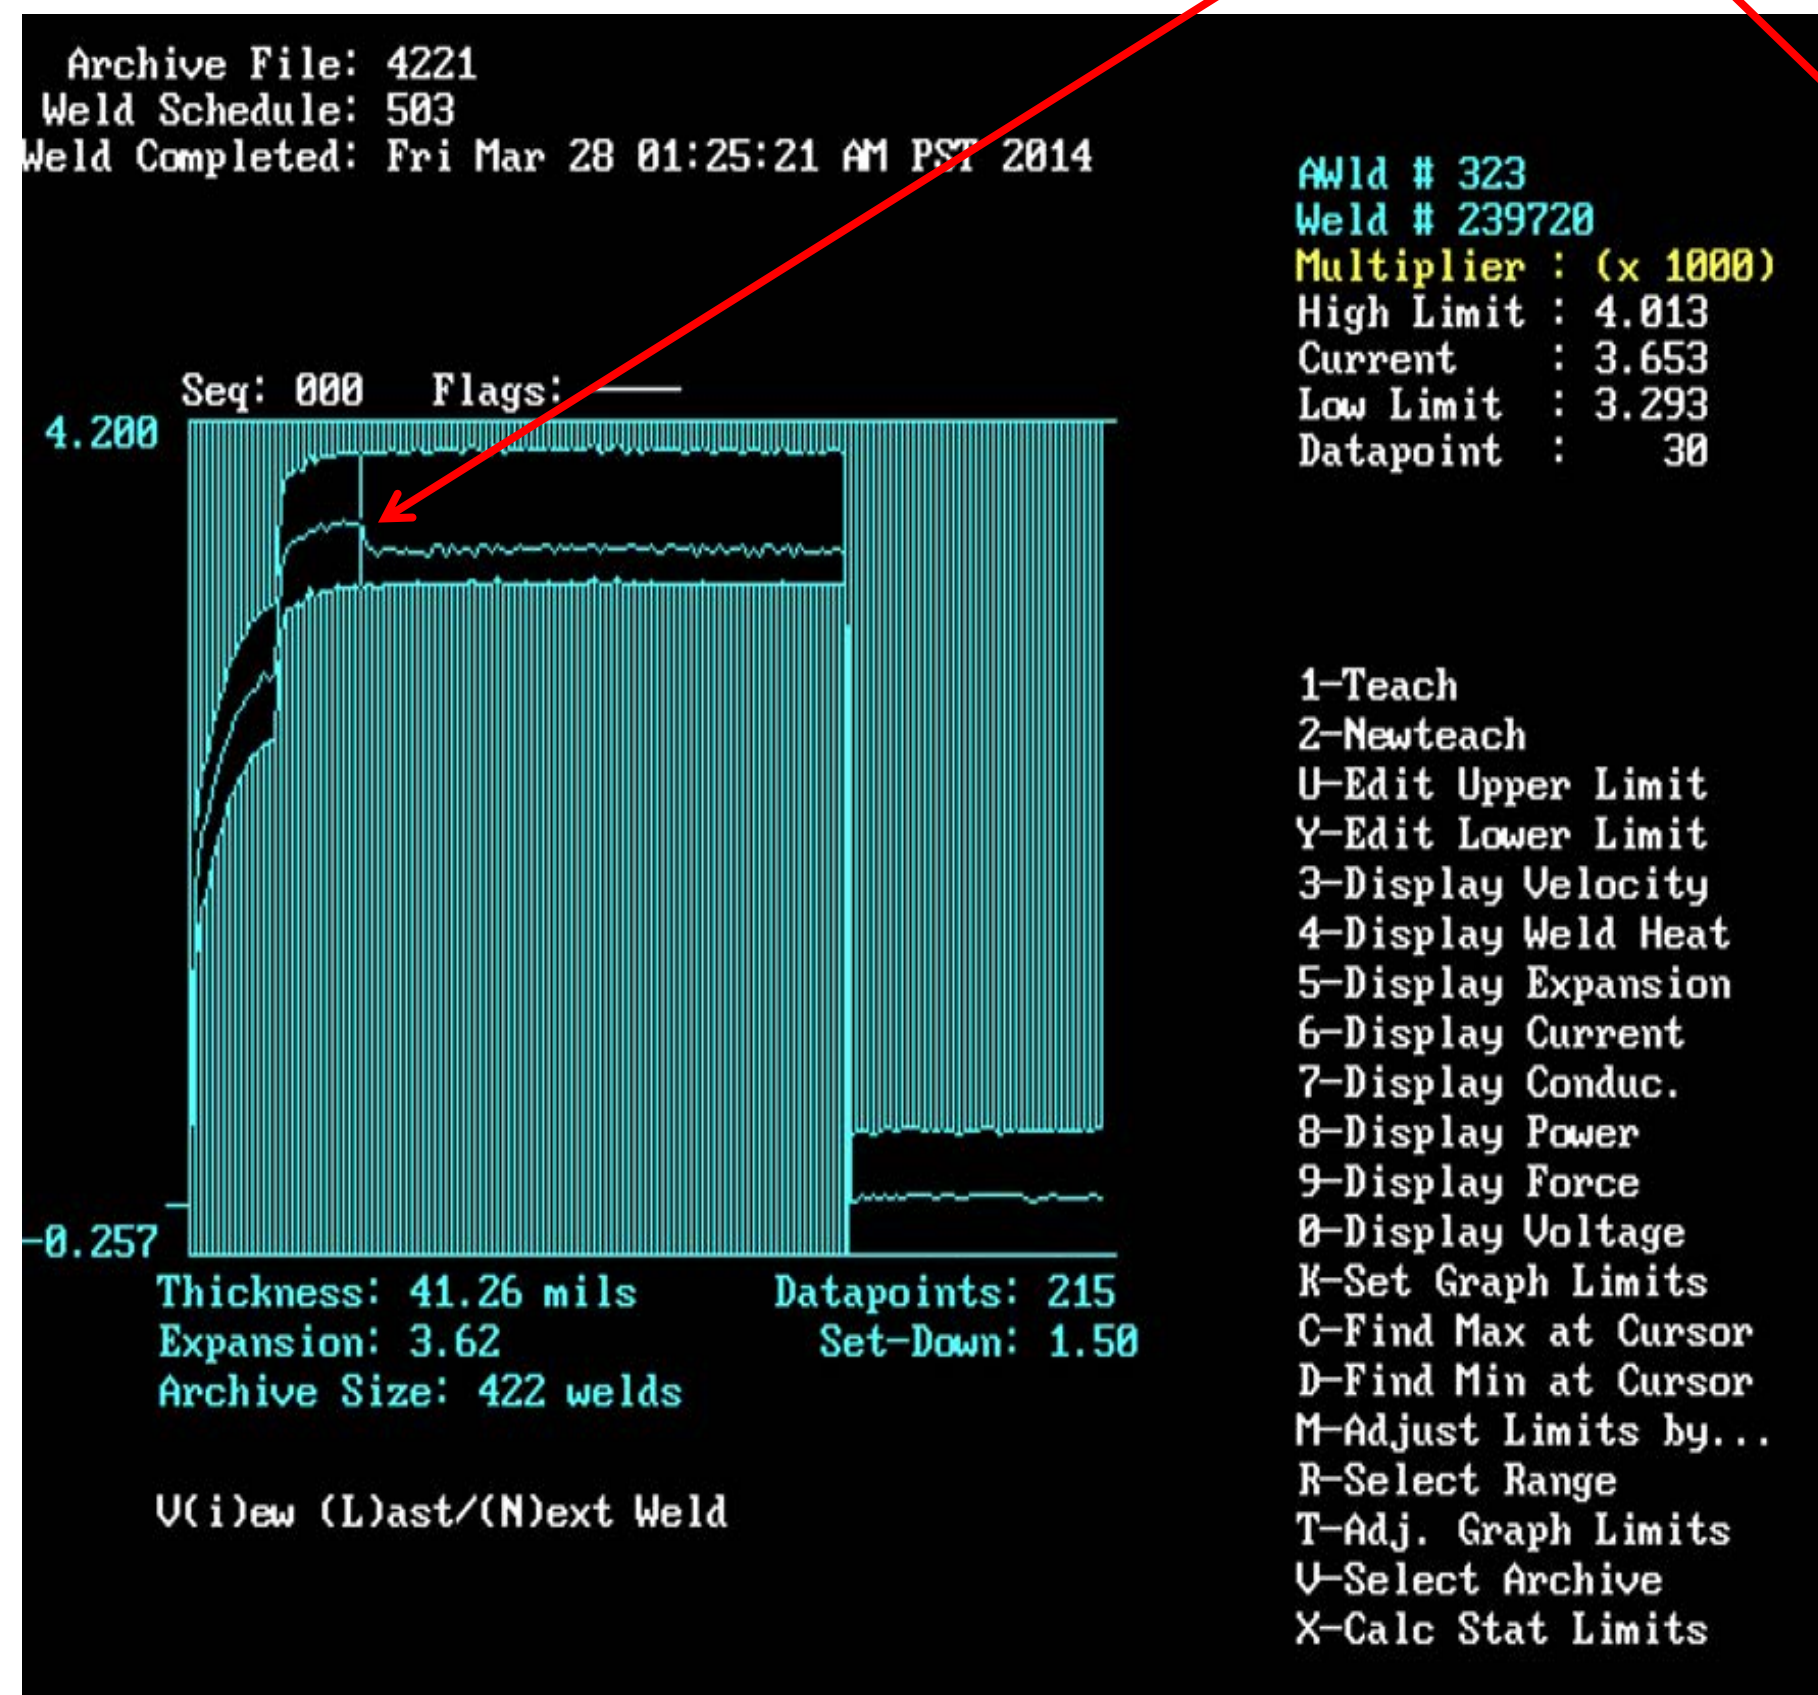 Archive File: 4221
Weld Schedule: 503
Weld Completed: Fri Mar 28 01:25:21 AM PST 2014
AWld # 323
Weld # 239720
Multiplier : (x 1000)
High Limit : 4.013
Current : 3.653
Low Limit : 3.293
Datapoint : 30
Seq: 000 Flags: ————
4.200
-0.257
Thickness: 41.26 mils Datapoints: 215
Expansion: 3.62 Set-Down: 1.50
Archive Size: 422 welds
V(i)ew (L)ast/(N)ext Weld
1-Teach
2-Newteach
U-Edit Upper Limit
Y-Edit Lower Limit
3-Display Velocity
4-Display Weld Heat
5-Display Expansion
6-Display Current
7-Display Conduc.
8-Display Power
9-Display Force
0-Display Voltage
K-Set Graph Limits
C-Find Max at Cursor
D-Find Min at Cursor
M-Adjust Limits by...
R-Select Range
T-Adj. Graph Limits
V-Select Archive
X-Calc Stat Limits